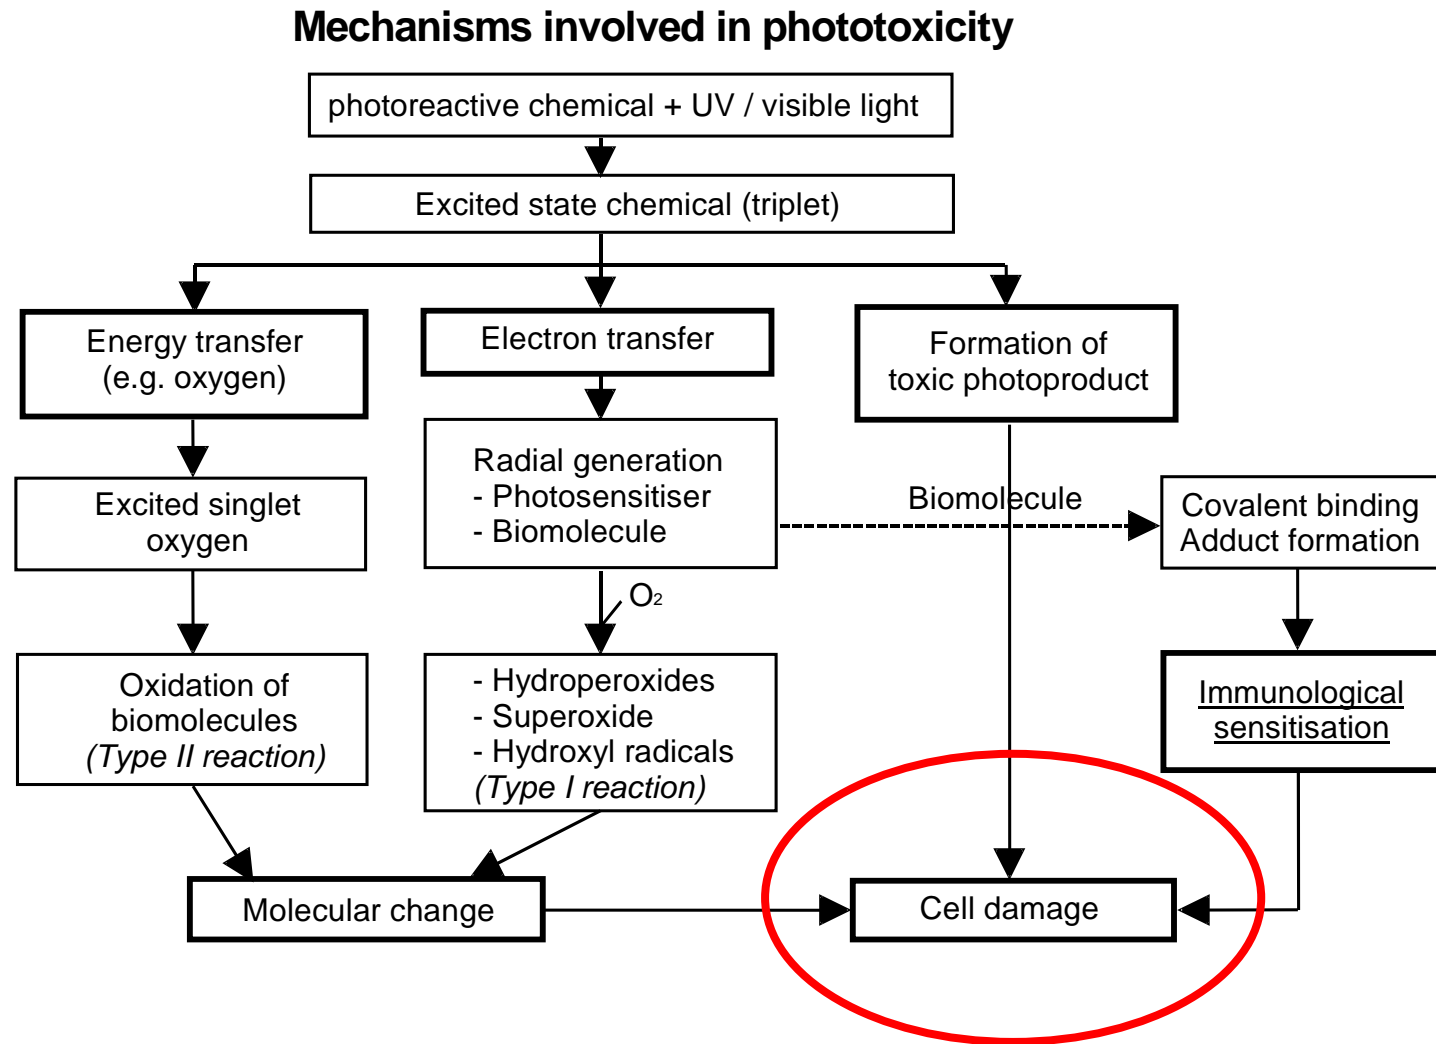 Mechanisms involved in phototoxicity
photoreactive chemical + UV / visible light
Excited state chemical (triplet)
Energy transfer
(e.g. oxygen)
Electron transfer
Formation of
toxic photoproduct
Excited singlet
oxygen
Radial generation
- Photosensitiser
- Biomolecule
Biomolecule
Covalent binding
Adduct formation
O₂
Oxidation of
biomolecules
(Type II reaction)
- Hydroperoxides
- Superoxide
- Hydroxyl radicals
(Type I reaction)
Immunological
sensitisation
Molecular change
Cell damage